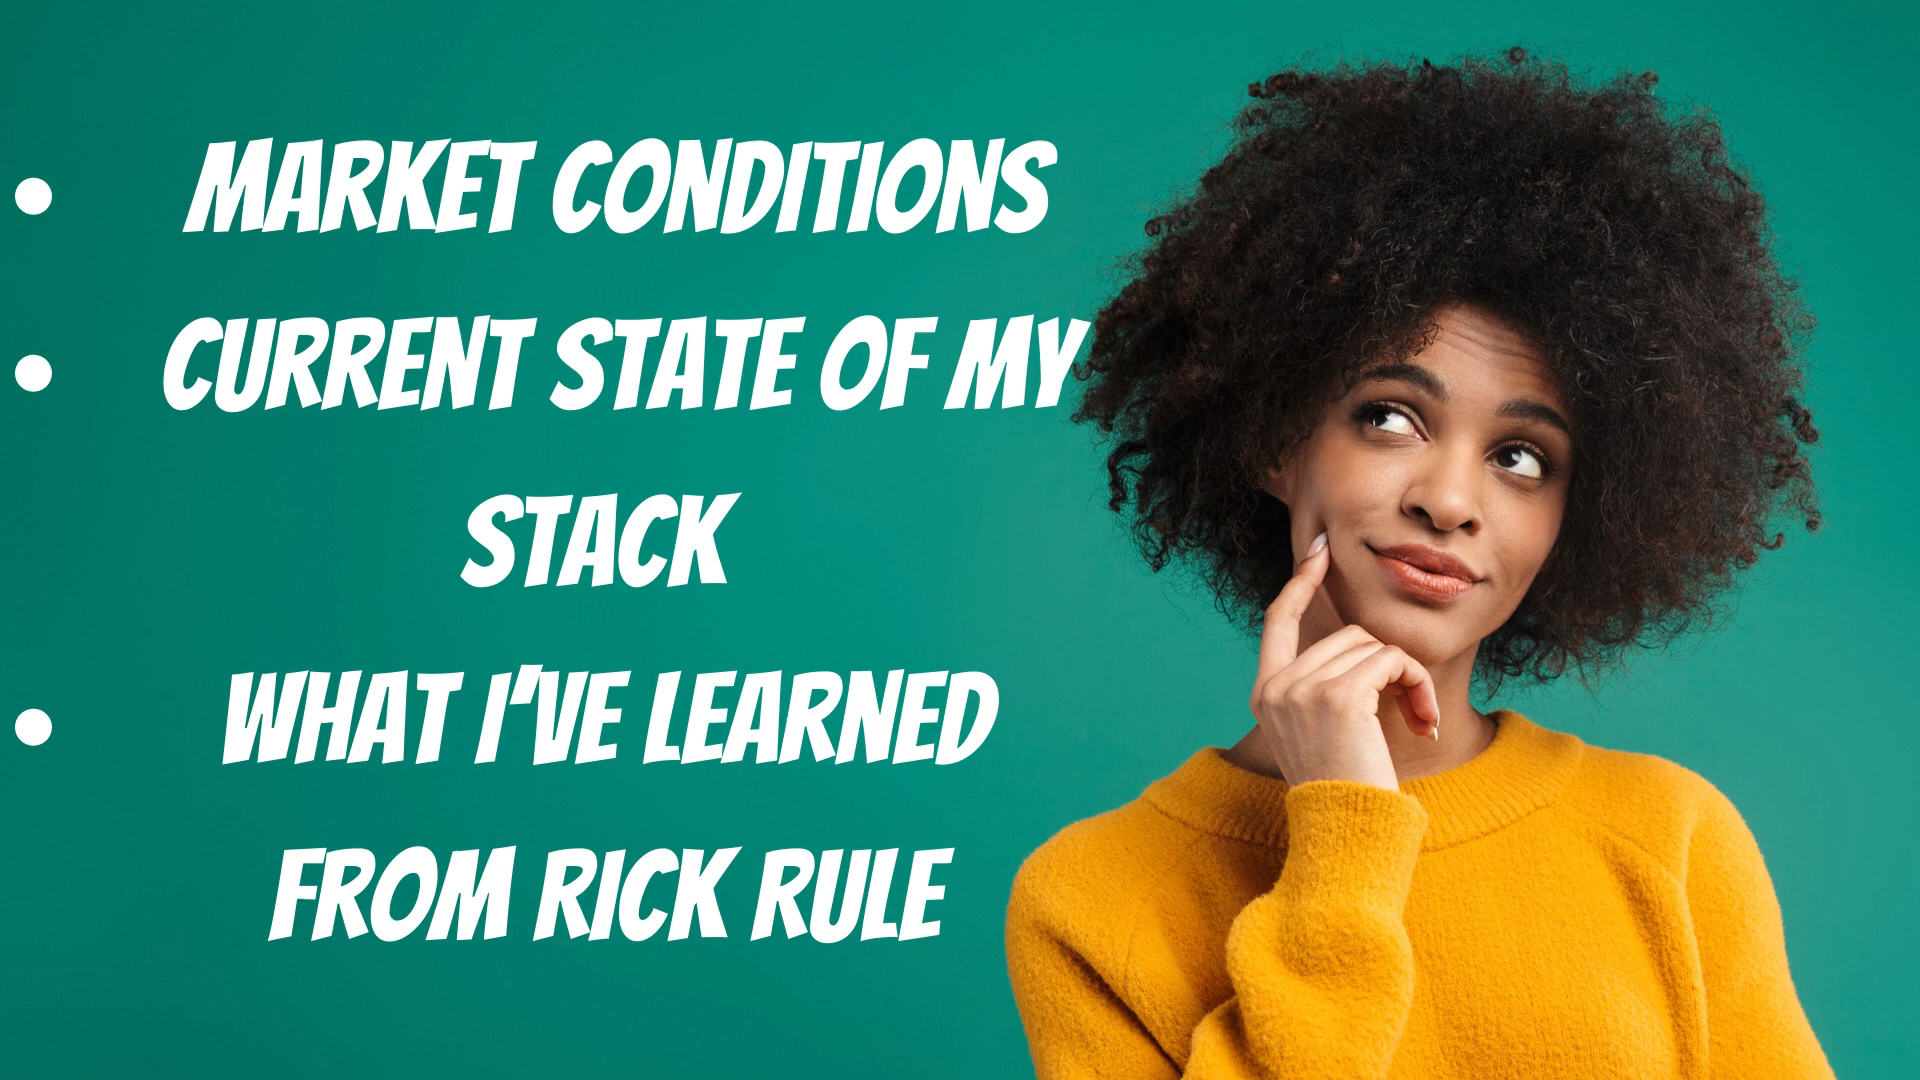 • MARKET CONDITIONS
• CURRENT STATE OF MY
STACK
• WHAT I'VE LEARNED
FROM RICK RULE